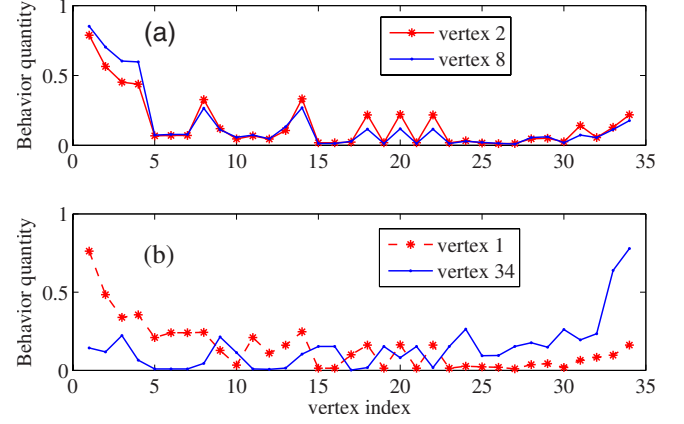 1
(a)
vertex 2
vertex 8
0.5
0
Behavior quantity
0 5 10 15 20 25 30 35
1
(b)
vertex 1
vertex 34
0.5
0
Behavior quantity
0 5 10 15 20 25 30 35
vertex index